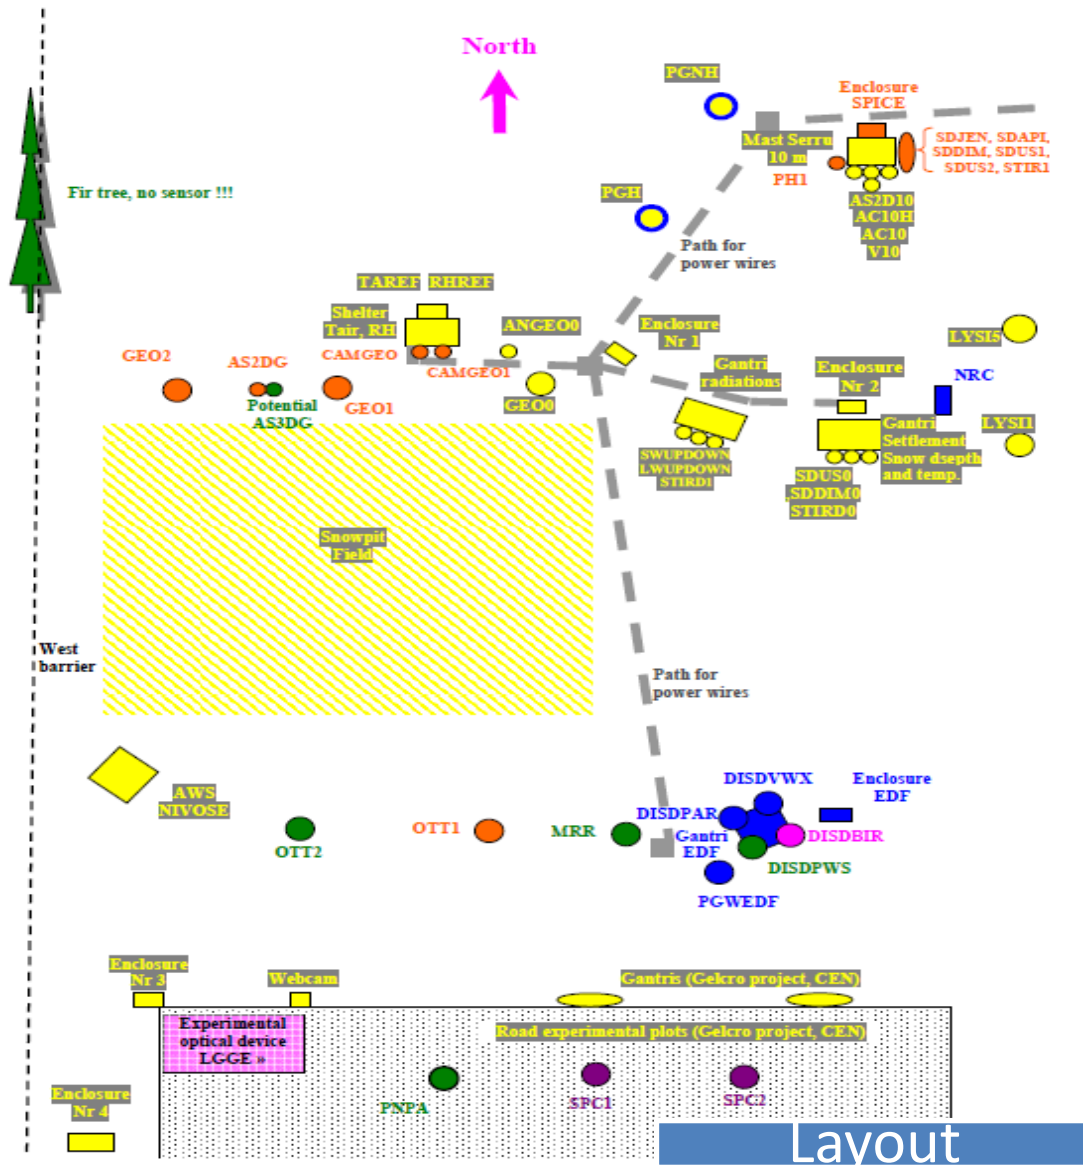 North
PGNH
Enclosure
SPICE
Mast Serru
10 m
PH1
SDJEN, SDAPI,
SDDIM, SDUS1,
SDUS2, STIR1
Fir tree, no sensor !!!
PGH
AS2D10
AC10H
AC10
V10
Path for
power wires
TAREF RHREF
Shelter
Tair, RH
ANGEO0
Enclosure
Nr 1
LYSI5
GEO2
AS2DG
CAMGEO
CAMGEO1
Gantri
radiations
Enclosure
Nr 2
NRC
Potential
AS3DG
GEO1
GEO0
LYSI1
Gantri
Settlement
Snow dsepth
and temp.
SWUPDOWN
LWUPDOWN
STIRD1
SDUS0
,SDDIM0
STIRD0
Snowpit
Field
West
barrier
Path for
power wires
AWS
NIVOSE
DISDVWX
Enclosure
EDF
DISDPAR
OTT2
OTT1
MRR
Gantri
EDF
DISDBIR
DISDPWS
PGWEDF
Enclosure
Nr 3
Webcam
Gantris (Gelcro project, CEN)
Experimental
optical device
LGGE »
Road experimental plots (Gelcro project, CEN)
Enclosure
Nr 4
PNPA
SPC1
SPC2
Layout